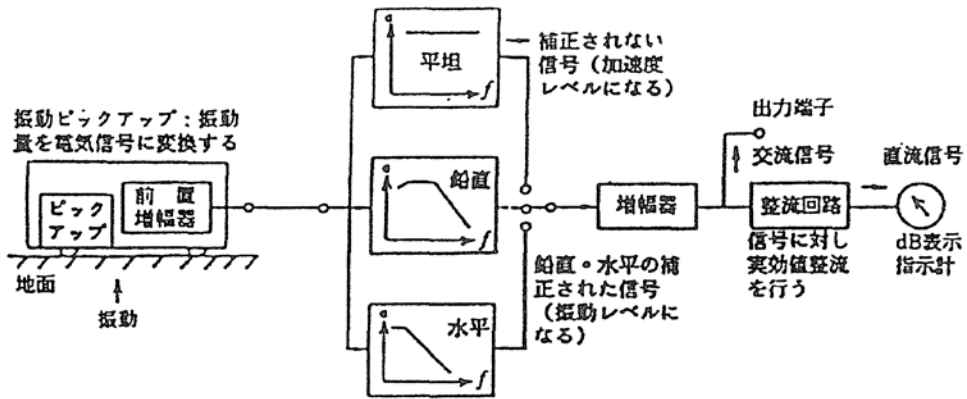 振動ピックアップ：振動
量を電気信号に変換する
ピック
アップ
前置
増幅器
地面
振動
a
平坦
f
a
鉛直
f
a
水平
f
補正されない
信号（加速度
レベルになる）
鉛直・水平の補
正された信号
（振動レベルに
なる）
増幅器
出力端子
交流信号
整流回路
信号に対し
実効値整流
を行う
直流信号
dB表示
指示計